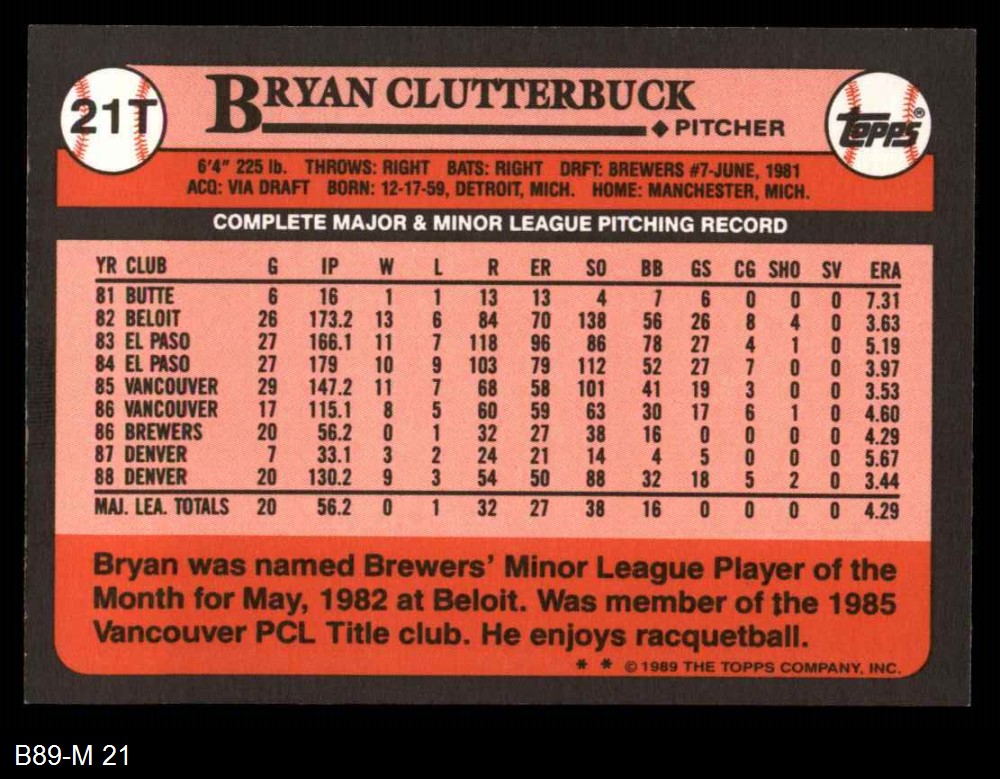 21T
BRYAN CLUTTERBUCK
◆ PITCHER
TOPPS®
6'4" 225 lb. THROWS: RIGHT BATS: RIGHT DRFT: BREWERS #7-JUNE, 1981
ACQ: VIA DRAFT BORN: 12-17-59, DETROIT, MICH. HOME: MANCHESTER, MICH.
COMPLETE MAJOR & MINOR LEAGUE PITCHING RECORD
YR CLUB G IP W L R ER SO BB GS CG SHO SV ERA
81 BUTTE 6 16 1 1 13 13 4 7 6 0 0 0 7.31
82 BELOIT 26 173.2 13 6 84 70 138 56 26 8 4 0 3.63
83 EL PASO 27 166.1 11 7 118 96 86 78 27 4 1 0 5.19
84 EL PASO 27 179 10 9 103 79 112 52 27 7 0 0 3.97
85 VANCOUVER 29 147.2 11 7 68 58 101 41 19 3 0 0 3.53
86 VANCOUVER 17 115.1 8 5 60 59 63 30 17 6 1 0 4.60
86 BREWERS 20 56.2 0 1 32 27 38 16 0 0 0 0 4.29
87 DENVER 7 33.1 3 2 24 21 14 4 5 0 0 0 5.67
88 DENVER 20 130.2 9 3 54 50 88 32 18 5 2 0 3.44
MAJ. LEA. TOTALS 20 56.2 0 1 32 27 38 16 0 0 0 0 4.29
Bryan was named Brewers' Minor League Player of the
Month for May, 1982 at Beloit. Was member of the 1985
Vancouver PCL Title club. He enjoys racquetball.
* * © 1989 THE TOPPS COMPANY, INC.
B89-M 21